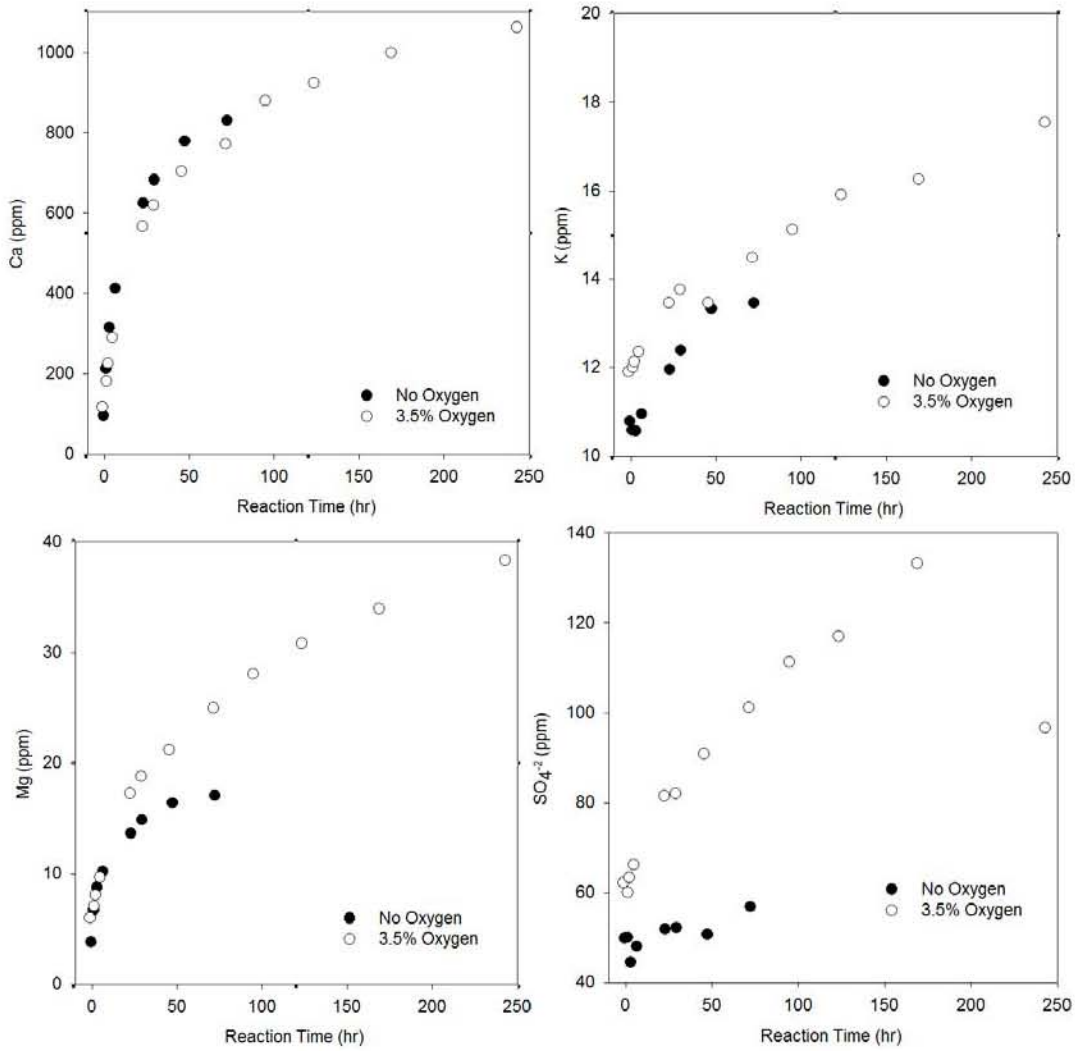 1000
800
600
400
200
0
Ca (ppm)
No Oxygen
3.5% Oxygen
0 50 100 150 200 250
Reaction Time (hr)
20
18
16
14
12
10
K (ppm)
No Oxygen
3.5% Oxygen
0 50 100 150 200 250
Reaction Time (hr)
40
30
20
10
0
Mg (ppm)
No Oxygen
3.5% Oxygen
0 50 100 150 200 250
Reaction Time (hr)
140
120
100
80
60
40
SO₄⁻² (ppm)
No Oxygen
3.5% Oxygen
0 50 100 150 200 250
Reaction Time (hr)